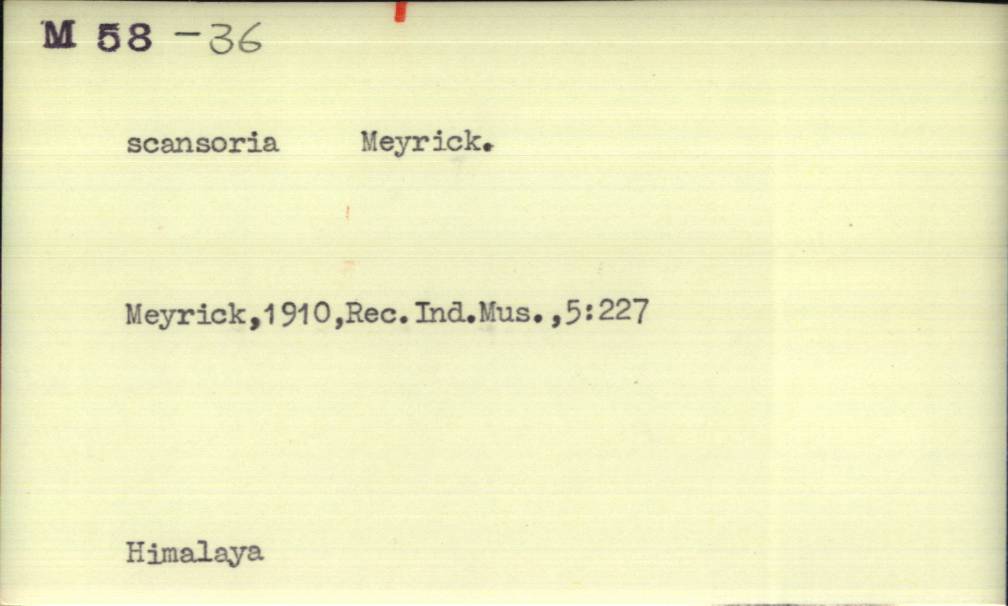 M 58 -36
scansoria Meyrick.
Meyrick,1910,Rec.Ind.Mus.,5:227
Himalaya